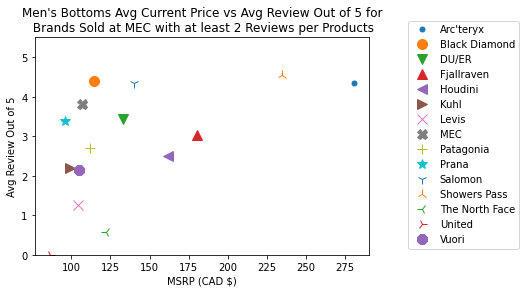 Men's Bottoms Avg Current Price vs Avg Review Out of 5 for
Brands Sold at MEC with at least 2 Reviews per Products
Avg Review Out of 5
5
4
3
2
1
0
100
125
150
175
200
225
250
275
MSRP (CAD $)
Arc'teryx
Black Diamond
DU/ER
Fjallraven
Houdini
Kuhl
Levis
MEC
Patagonia
Prana
Salomon
Showers Pass
The North Face
United
Vuori